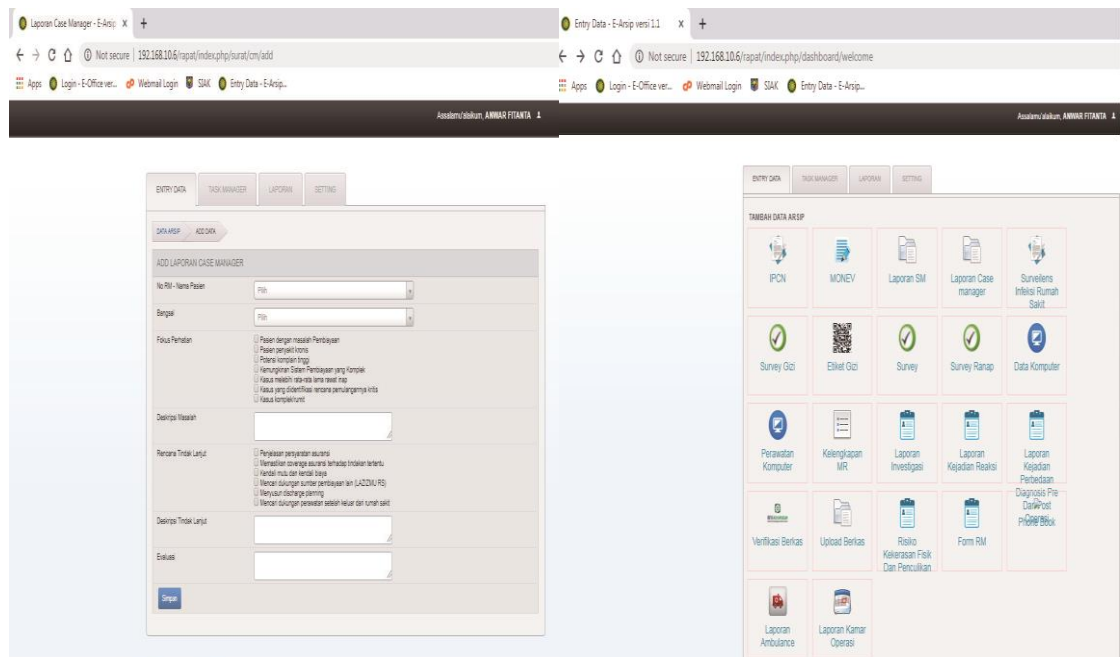 Laporan Case Manager - E-Arsip X +
Not secure | 192.168.10.6/rapat/index.php/surat/cm/add
Apps Login - E-Office ver... Webmail Login SIAK Entry Data - E-Arsip...
Assalamu'alaikum, ANWAR FITANTA
ENTRY DATA TASK MANAGER LAPORAN SETTING
DATA ARSIP ADD DATA
ADD LAPORAN CASE MANAGER
No RM - Nama Pasien
Pilih
Bangsal
Pilih
Fokus Perhatian
Pasien dengan masalah Pembiayaan
Pasien penyakit kronis
Potensi komplain tinggi
Kemungkinan Sistem Pembiayaan yang Komplek
Kasus melebihi rata-rata lama rawat inap
Kasus yang diidentifikasi rencana pemulangannya kritis
Kasus komplek/rumit
Deskripsi Masalah
Rencana Tindak Lanjut
Penjelasan persyaratan asuransi
Memastikan coverage asuransi terhadap tindakan tertentu
Kendali mutu dan kendali biaya
Mencari dukungan sumber pembiayaan lain (LAZIZMU RS)
Menyusun discharge planning
Mencari dukungan perawatan setelah keluar dari rumah sakit
Deskripsi Tindak Lanjut
Evaluasi
Simpan
Entry Data - E-Arsip versi 1.1 X +
Not secure | 192.168.10.6/rapat/index.php/dashboard/welcome
Apps Login - E-Office ver... Webmail Login SIAK Entry Data - E-Arsip...
Assalamu'alaikum, ANWAR FITANTA
ENTRY DATA TASK MANAGER LAPORAN SETTING
TAMBAH DATA ARSIP
IPCN
MONEV
Laporan SM
Laporan Case
manager
Surveilens
Infeksi Rumah
Sakit
Survey Gizi
Etiket Gizi
Survey
Survey Ranap
Data Komputer
Perawatan
Komputer
Kelengkapan
MR
Laporan
Investigasi
Laporan
Kejadian Reaksi
Laporan
Kejadian
Perbedaan
Diagnosis Pre
Dan Post
Operasi
Verifikasi Berkas
Upload Berkas
Risiko
Kekerasan Fisik
Dan Penculikan
Form RM
Phone Book
Laporan
Ambulance
Laporan Kamar
Operasi